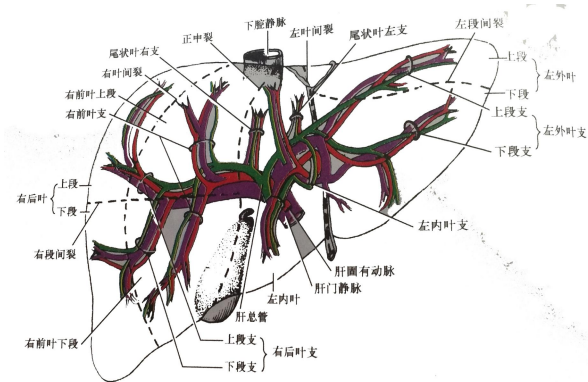 下脏静脉
正中裂
左叶间裂
尾状叶左支
左段间裂
尾状叶右支
右叶间裂
右前叶上段
右前叶支
上段
左外叶
下段
上段支
左外叶支
下段支
上段
右后叶
下段
右段间裂
左内叶支
肝圃有动脉
肝门静脉
左内叶
肝总管
右前叶下段
上段支
右后叶支
下段支